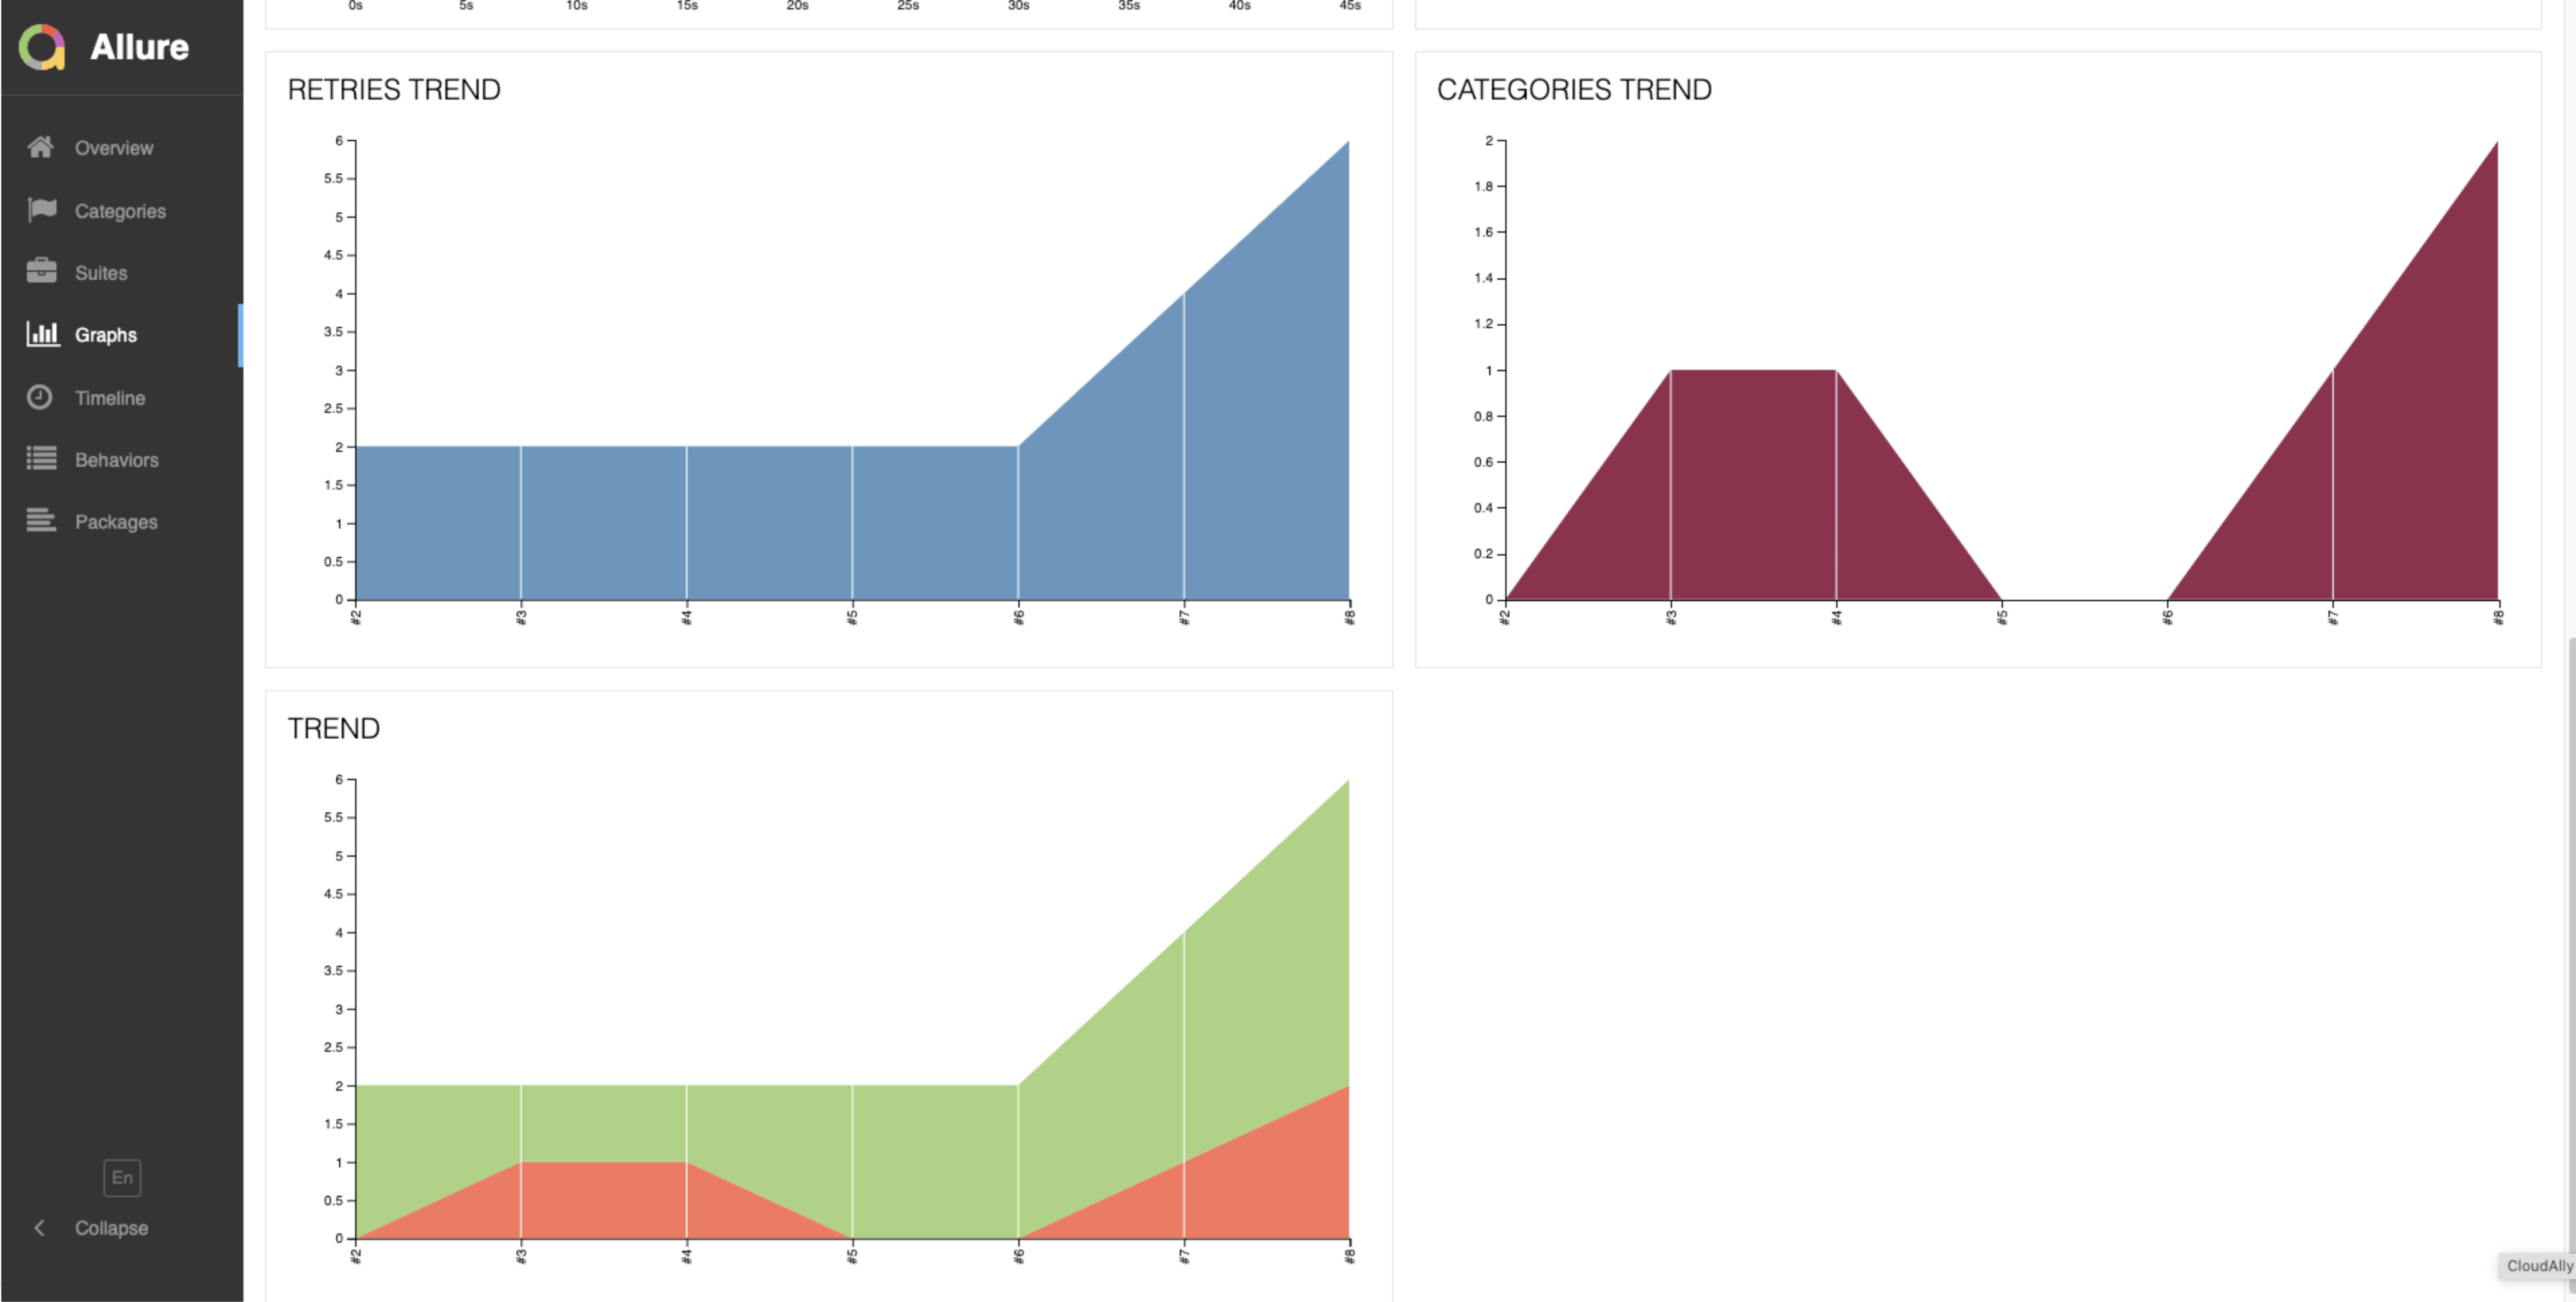 Allure
Overview
Categories
Suites
Graphs
Timeline
Behaviors
Packages
En
Collapse
0s 5s 10s 15s 20s 25s 30s 35s 40s 45s
RETRIES TREND
6
5.5
5
4.5
4
3.5
3
2.5
2
1.5
1
0.5
0
#2 #3 #4 #5 #6 #7 #8
CATEGORIES TREND
2
1.8
1.6
1.4
1.2
1
0.8
0.6
0.4
0.2
0
#2 #3 #4 #5 #6 #7 #8
TREND
6
5.5
5
4.5
4
3.5
3
2.5
2
1.5
1
0.5
0
#2 #3 #4 #5 #6 #7 #8
CloudAlly